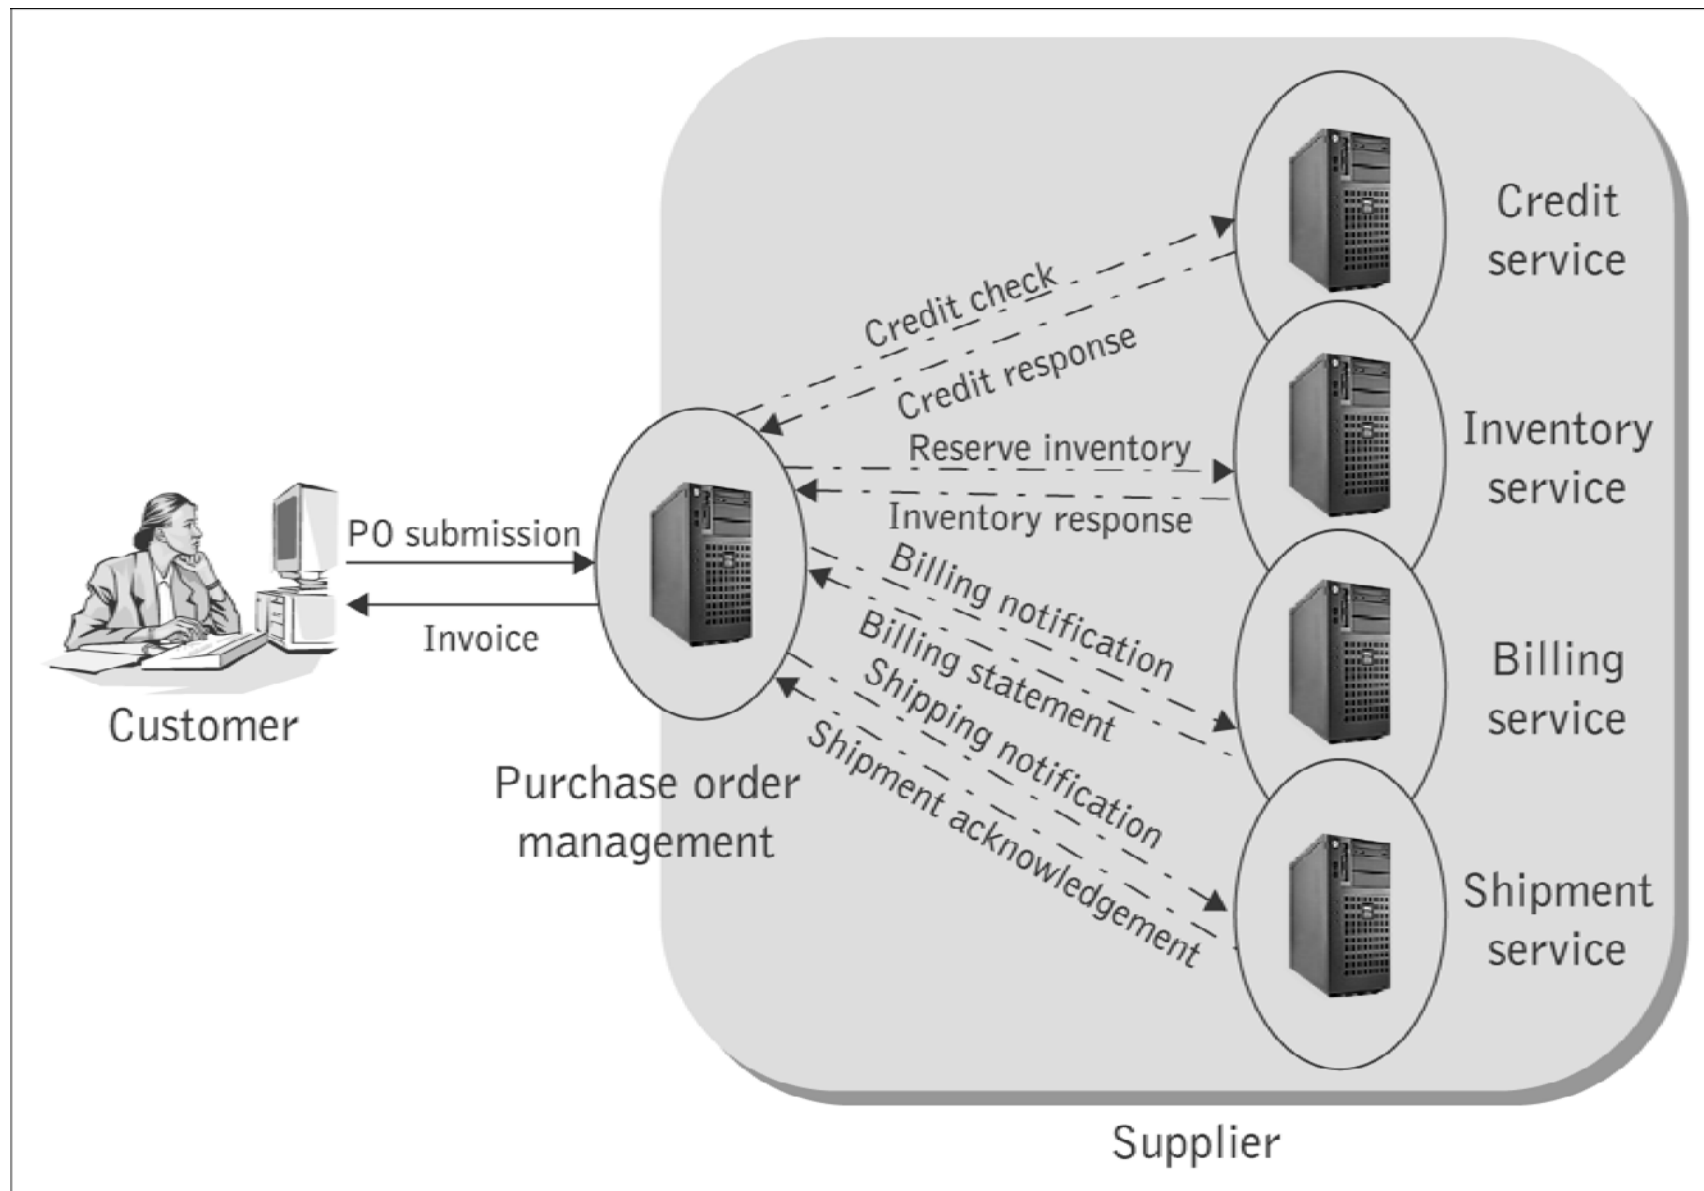 Credit
service
Credit check
Credit response
Inventory
service
Reserve inventory
Inventory response
PO submission
Invoice
Customer
Billing notification
Billing statement
Billing
service
Shipping notification
Shipment acknowledgement
Purchase order
management
Shipment
service
Supplier